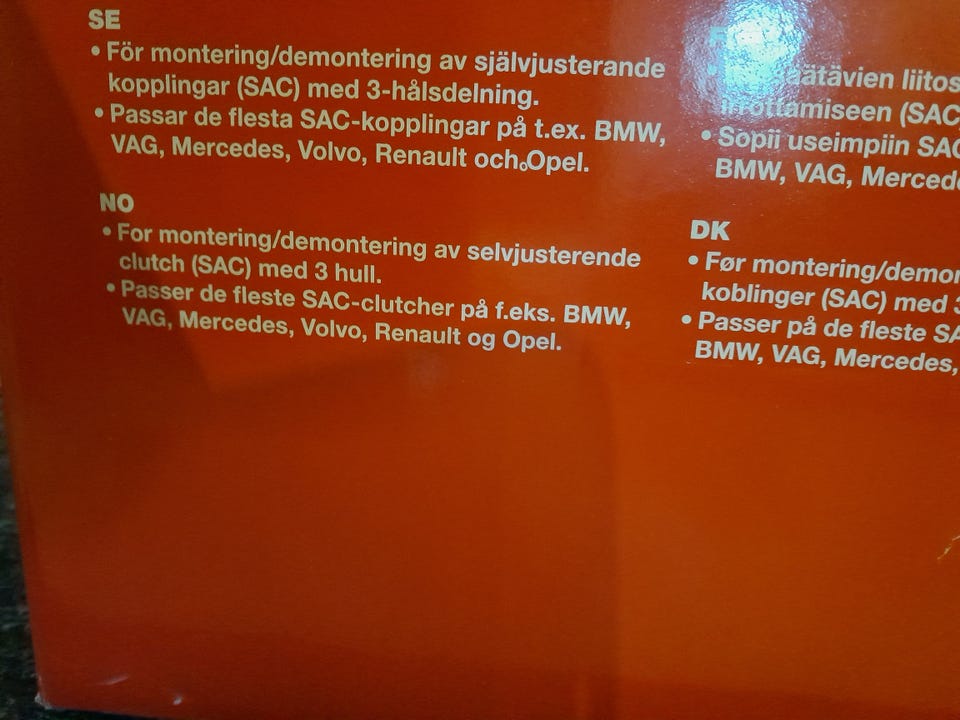 SE
• För montering/demontering av självjusterande
kopplingar (SAC) med 3-hålsdelning.
• Passar de flesta SAC-kopplingar på t.ex. BMW,
VAG, Mercedes, Volvo, Renault och Opel.
NO
• For montering/demontering av selvjusterende
clutch (SAC) med 3 hull.
• Passer de fleste SAC-clutcher på f.eks. BMW,
VAG, Mercedes, Volvo, Renault og Opel.
(SAC
• Sopii useimpiin SAC
BMW, VAG, Mercede
DK
• Før montering/demon
koblinger (SAC) med 3
• Passer på de fleste SA
BMW, VAG, Mercedes,